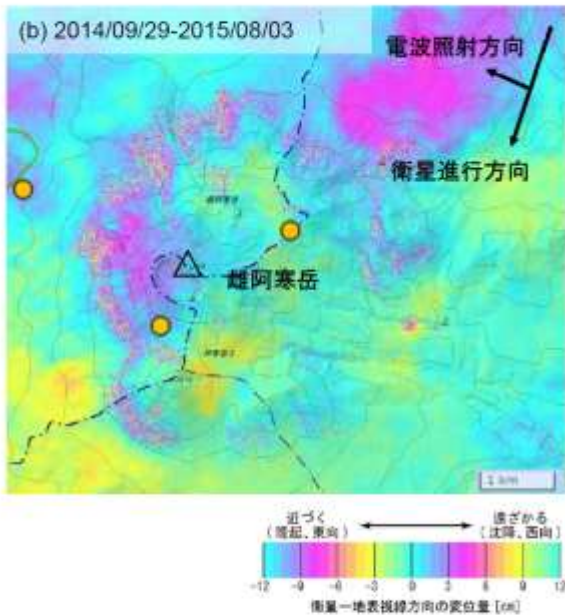 (b) 2014/09/29-2015/08/03
電波照射方向
衛星進行方向
雌阿寒岳
1 km
近づく
(隆起、東向)
遠ざかる
(沈降、西向)
-12 -9 -6 -3 0 3 6 9 12
衛星－地表視線方向の変位量 [cm]